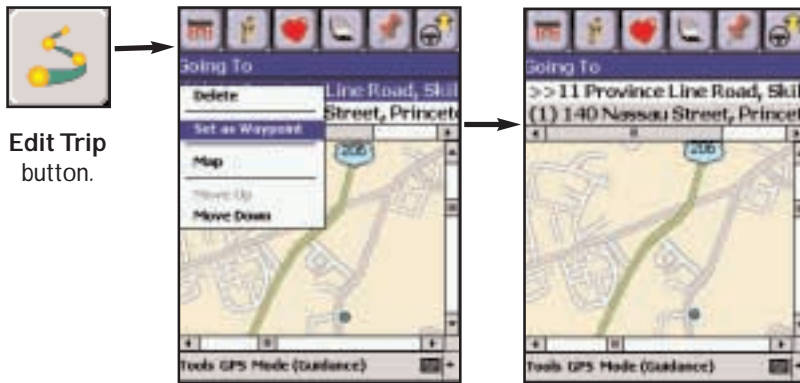 Edit Trip
button.
Going To
Line Road, Skil
Street, Princet
Delete
Set as Waypoint
Map
Move Up
Move Down
206
Tools GPS Mode (Guidance)
Going To
>>11 Province Line Road, Skil
(1) 140 Nassau Street, Princet
206
Tools GPS Mode (Guidance)